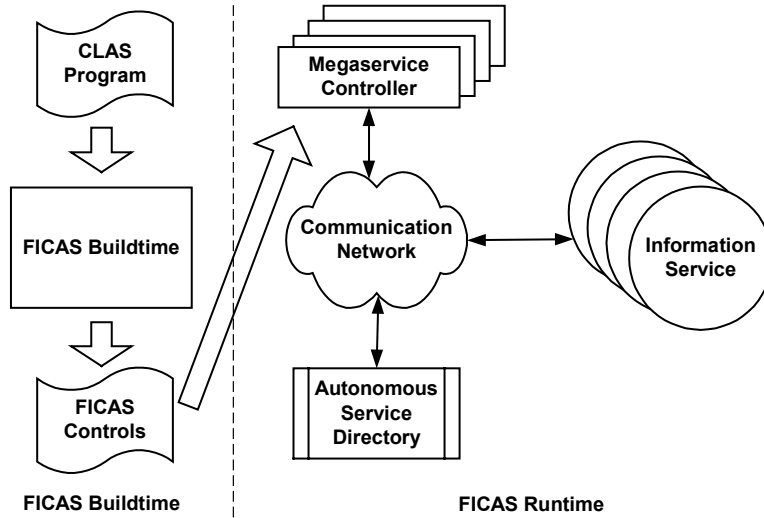 CLAS
Program
FICAS Buildtime
FICAS
Controls
FICAS Buildtime
Megaservice
Controller
Communication
Network
Information
Service
Autonomous
Service
Directory
FICAS Runtime